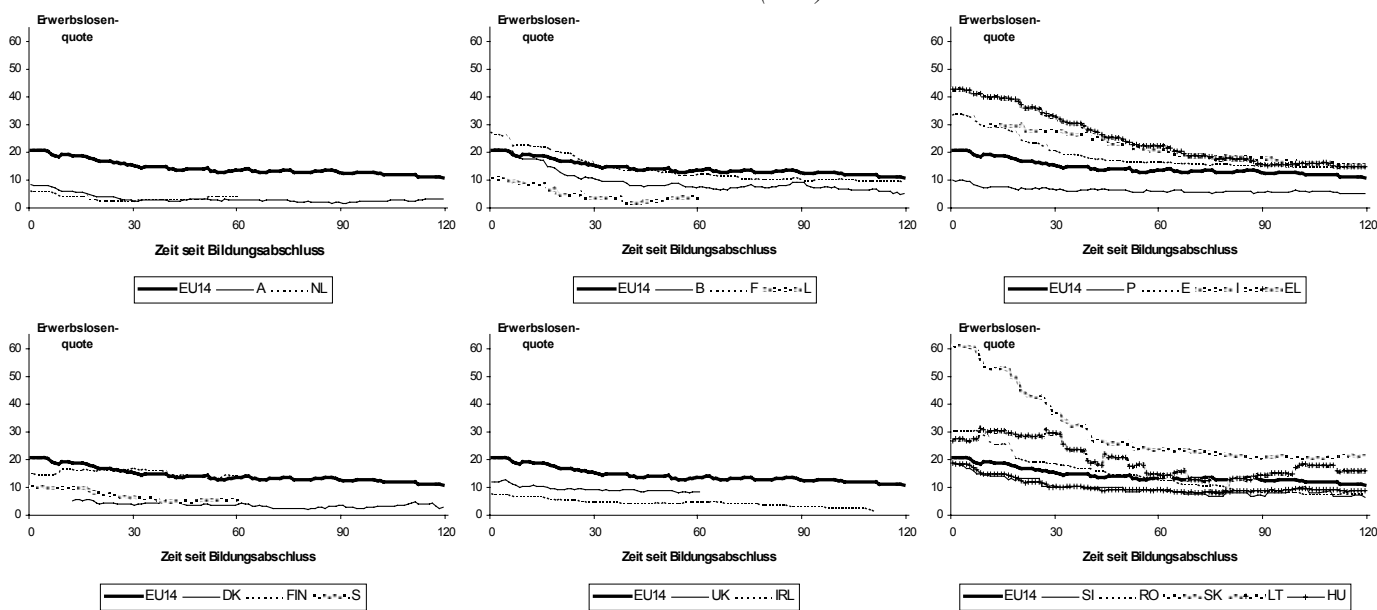 Erwerbslosen-
quote
60
50
40
30
20
10
0
0 30 60 90 120
Zeit seit Bildungsabschluss
EU14 A NL
Erwerbslosen-
quote
60
50
40
30
20
10
0
0 30 60 90 120
Zeit seit Bildungsabschluss
EU14 B F L
Erwerbslosen-
quote
60
50
40
30
20
10
0
0 30 60 90 120
Zeit seit Bildungsabschluss
EU14 P E I EL
Erwerbslosen-
quote
60
50
40
30
20
10
0
0 30 60 90 120
Zeit seit Bildungsabschluss
EU14 DK FIN S
Erwerbslosen-
quote
60
50
40
30
20
10
0
0 30 60 90 120
Zeit seit Bildungsabschluss
EU14 UK IRL
Erwerbslosen-
quote
60
50
40
30
20
10
0
0 30 60 90 120
Zeit seit Bildungsabschluss
EU14 SI RO SK LT HU